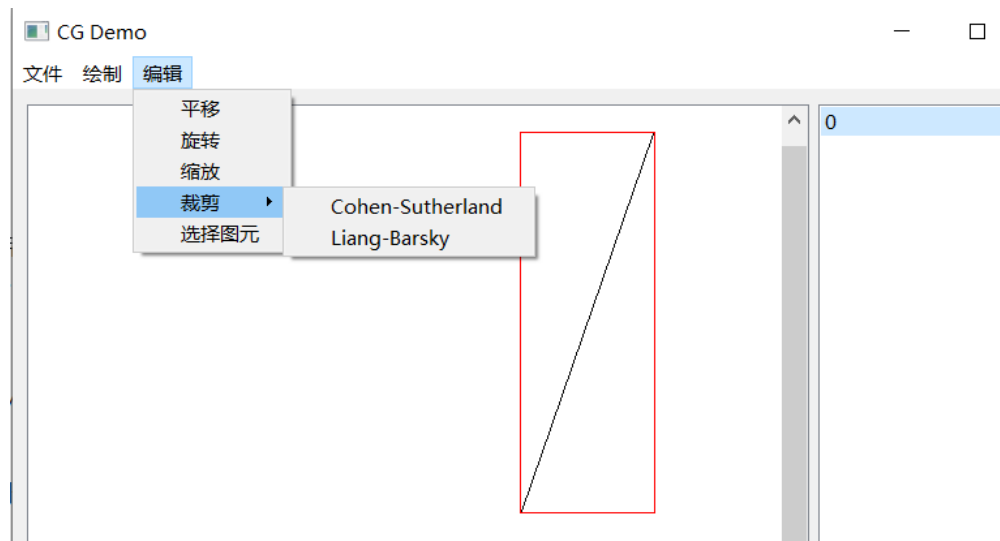 CG Demo
文件 绘制 编辑
平移
旋转
缩放
裁剪
选择图元
Cohen-Sutherland
Liang-Barsky
0